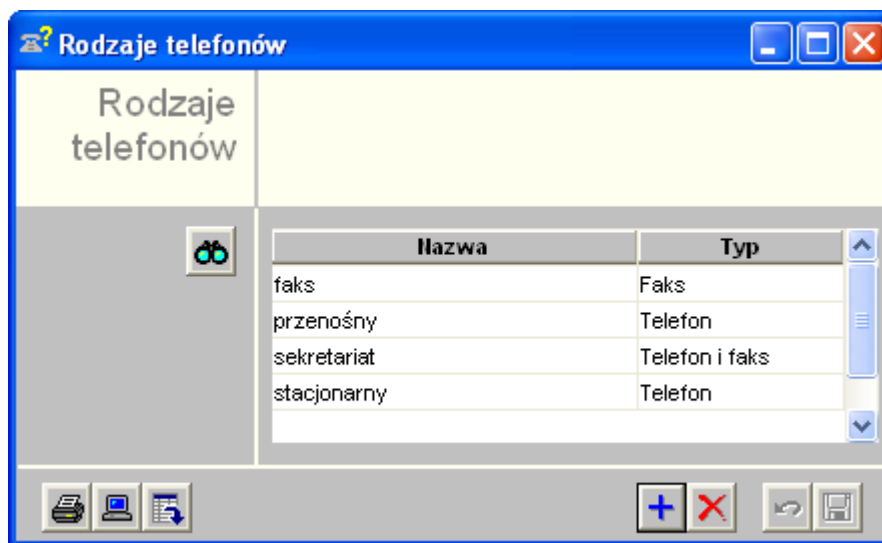 Rodzaje telefonów
Rodzaje
telefonów
Nazwa Typ
faks Faks
przenośny Telefon
sekretariat Telefon i faks
stacjonarny Telefon